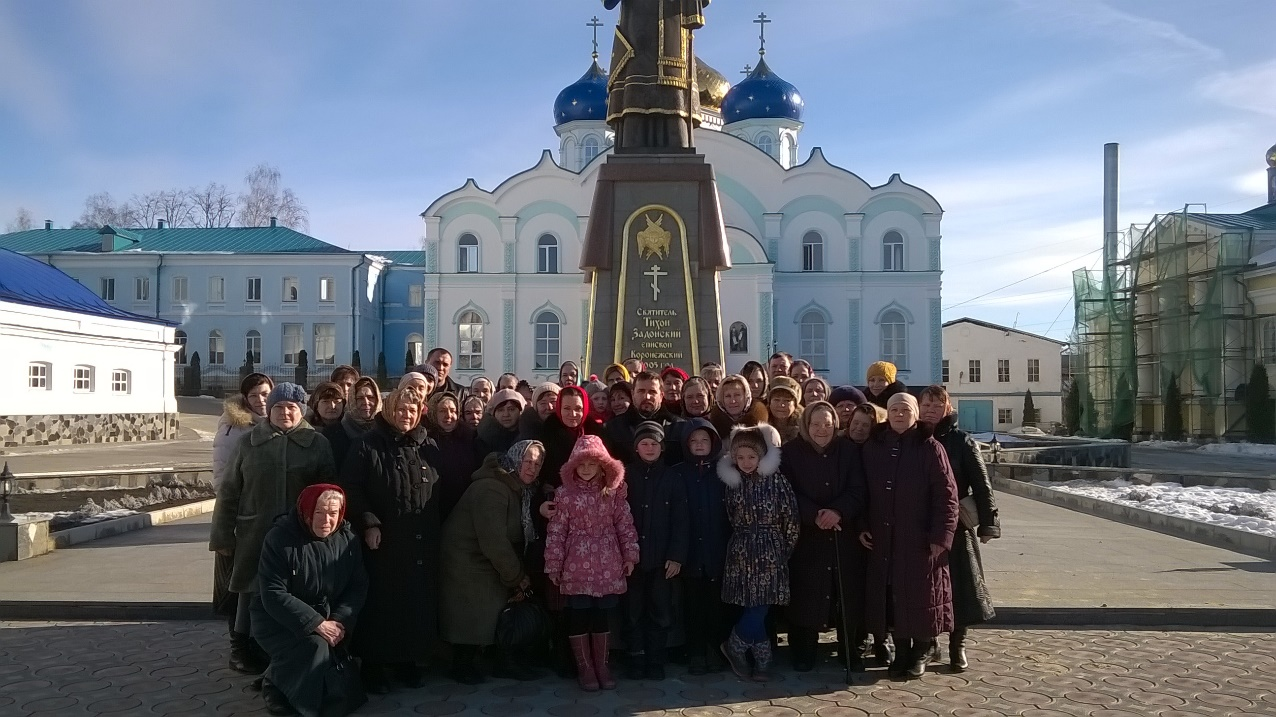 Святитель
Тихон
Задонский
епископ
Воронежский